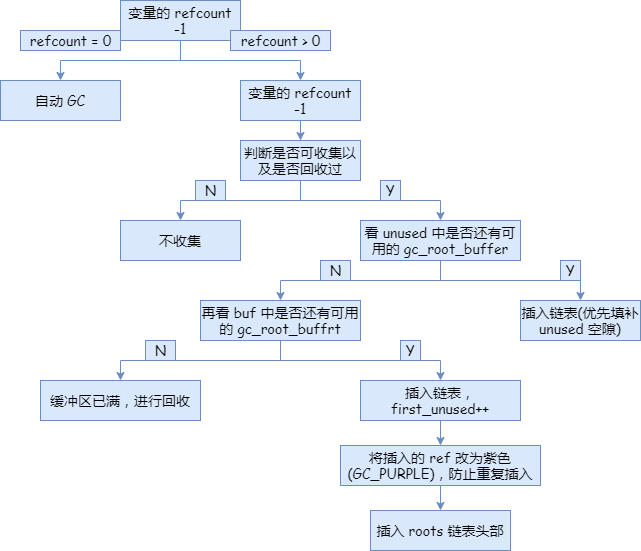 变量的 refcount
-1
refcount = 0
refcount > 0
自动 GC
变量的 refcount
-1
判断是否可收集以
及是否回收过
N
Y
不收集
看 unused 中是否还有可
用的 gc_root_buffer
N
Y
再看 buf 中是否还有可用
的 gc_root_buffrt
插入链表(优先填补
unused 空隙)
N
Y
缓冲区已满，进行回收
插入链表，
first_unused++
将插入的 ref 改为紫色
(GC_PURPLE)，防止重复插入
插入 roots 链表头部